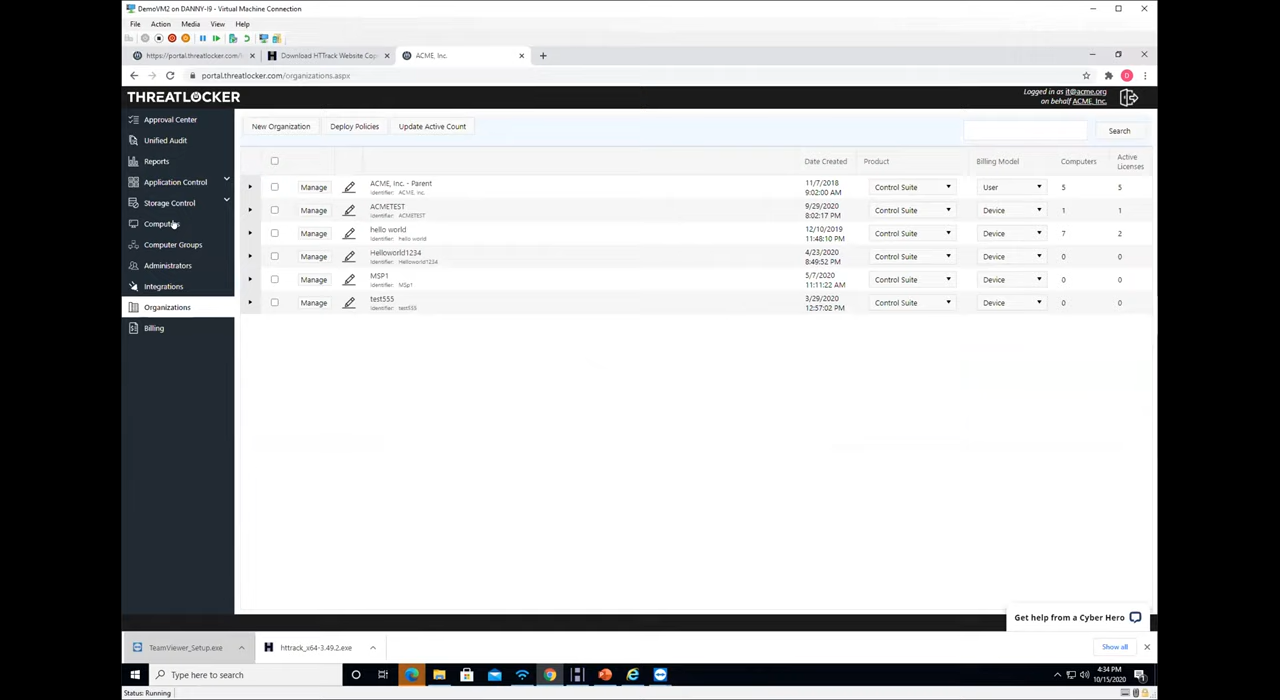 DemoVM2 on DANNY-I9 - Virtual Machine Connection
File Action Media View Help
https://portal.threatlocker.com/ Download HTTrack Website Cop ACME, Inc.
portal.threatlocker.com/organizations.aspx D
THREATLOCKER
Logged in as it@acme.org
on behalf ACME, Inc.
Approval Center
Unified Audit
Reports
Application Control
Storage Control
Computers
Computer Groups
Administrators
Integrations
Organizations
Billing
New Organization Deploy Policies Update Active Count Search
Date Created Product Billing Model Computers Active Licenses
Manage ACME, Inc. - Parent 11/7/2018 Control Suite User 5 5
Identifier: ACME, Inc. 9:02:00 AM
Manage ACMETEST 9/29/2020 Control Suite Device 1 1
Identifier: ACMETEST 8:02:17 PM
Manage hello world 12/10/2019 Control Suite Device 7 2
Identifier: hello world 11:48:10 PM
Manage Helloworld1234 4/23/2020 Control Suite Device 0 0
Identifier: Helloworld1234 8:49:52 PM
Manage MSP1 5/7/2020 Control Suite Device 0 0
Identifier: MSp1 11:11:22 AM
Manage test555 3/29/2020 Control Suite Device 0 0
Identifier: test555 12:57:02 PM
Get help from a Cyber Hero
TeamViewer_Setup.exe httrack_x64-3.49.2.exe Show all
Type here to search
4:34 PM
10/15/2020
Status: Running